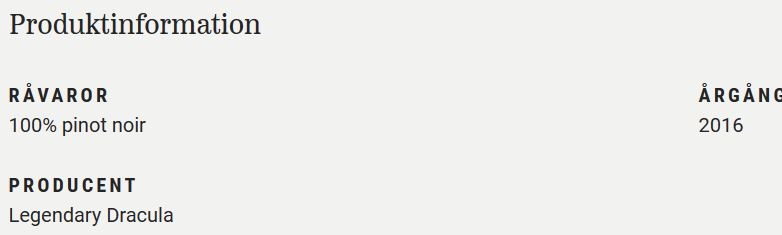 Produktinformation
RÅVAROR
100% pinot noir
ÅRGÅNG
2016
PRODUCENT
Legendary Dracula